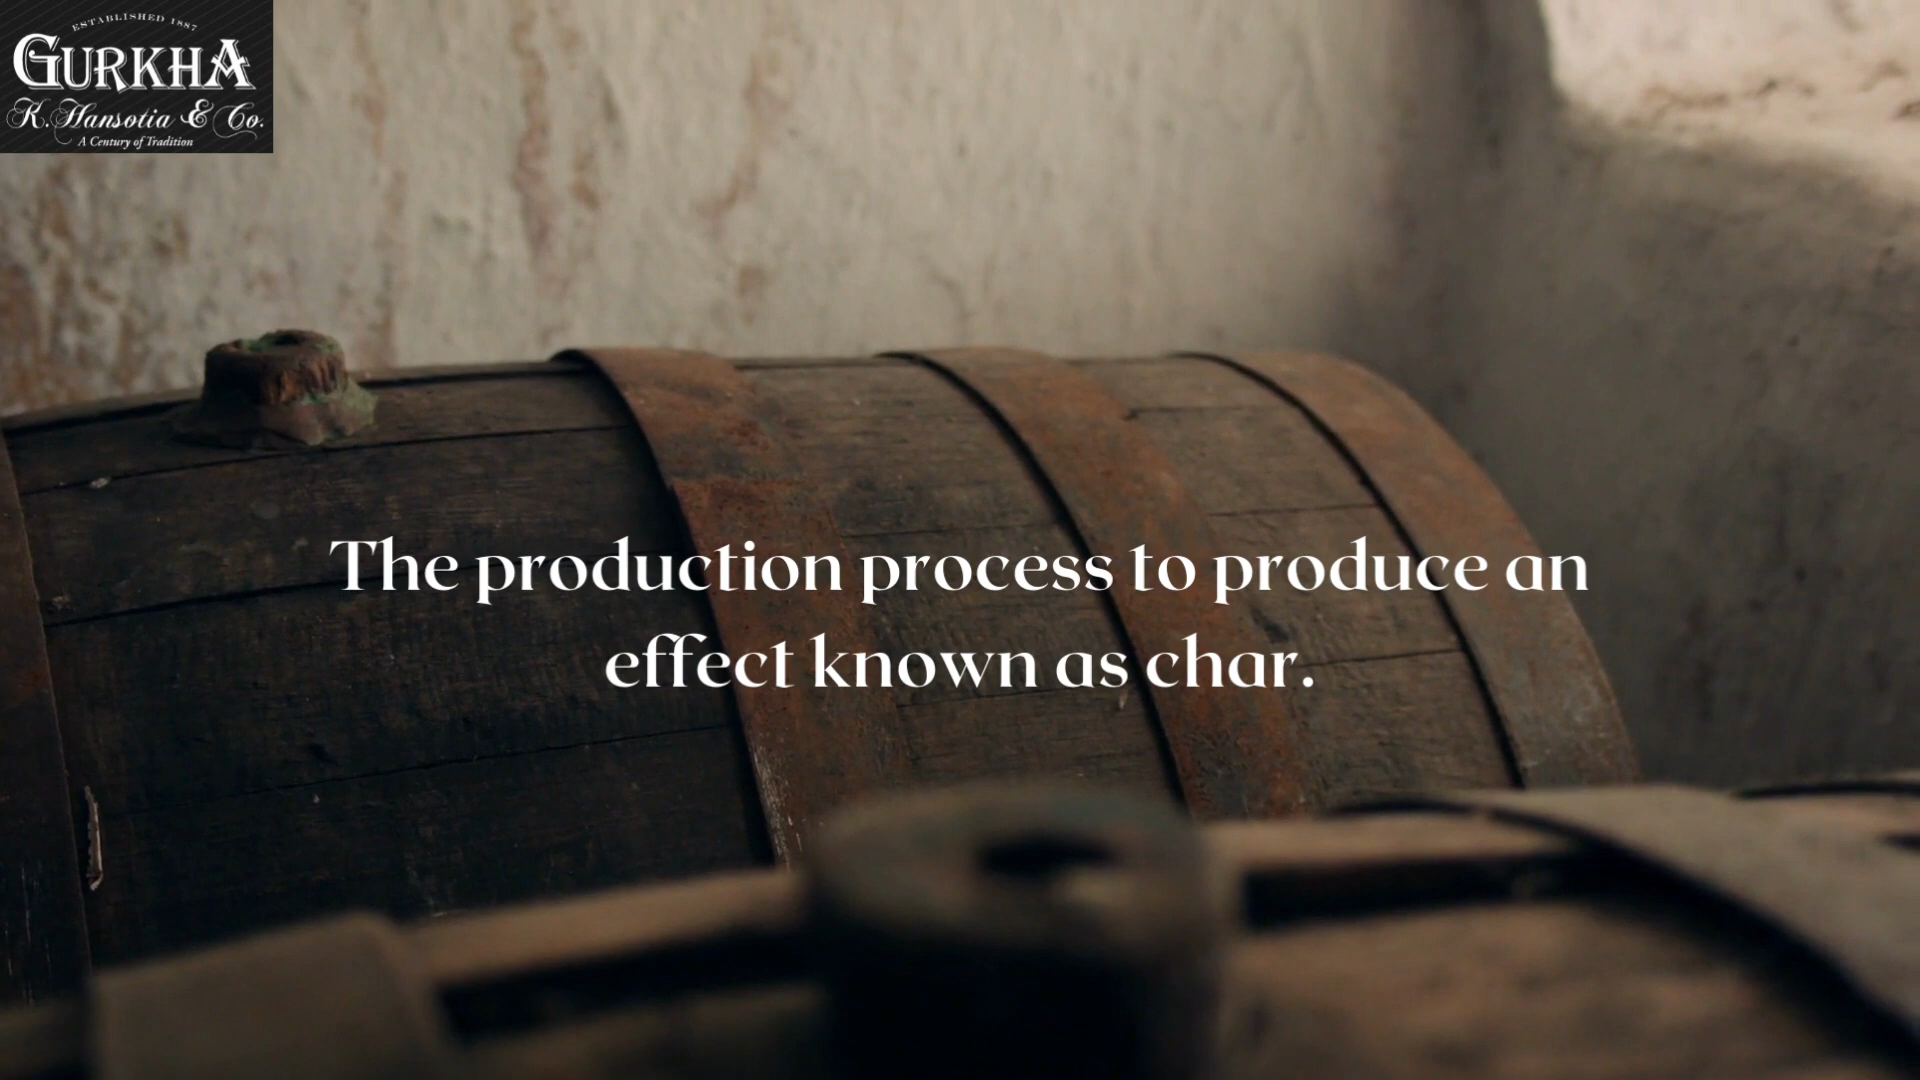 ESTABLISHED 1887
GURKHA
K. Hansotia & Co.
A Century of Tradition
The production process to produce an
effect known as char.